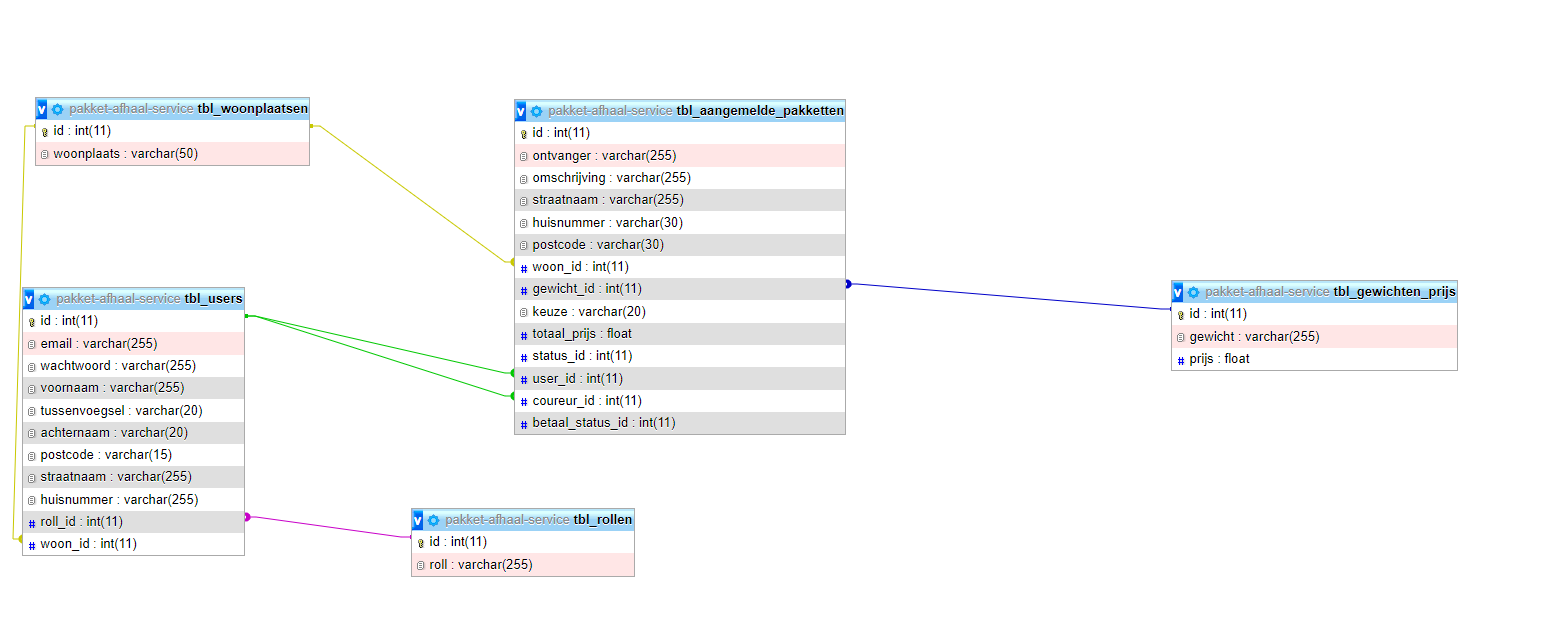 v pakket-afhaal-service tbl_woonplaatsen
id : int(11)
woonplaats : varchar(50)
v pakket-afhaal-service tbl_aangemelde_pakketten
id : int(11)
ontvanger : varchar(255)
omschrijving : varchar(255)
straatnaam : varchar(255)
huisnummer : varchar(30)
postcode : varchar(30)
# woon_id : int(11)
# gewicht_id : int(11)
keuze : varchar(20)
# totaal_prijs : float
# status_id : int(11)
# user_id : int(11)
# coureur_id : int(11)
# betaal_status_id : int(11)
v pakket-afhaal-service tbl_gewichten_prijs
id : int(11)
gewicht : varchar(255)
# prijs : float
v pakket-afhaal-service tbl_users
id : int(11)
email : varchar(255)
wachtwoord : varchar(255)
voornaam : varchar(255)
tussenvoegsel : varchar(20)
achternaam : varchar(20)
postcode : varchar(15)
straatnaam : varchar(255)
huisnummer : varchar(255)
# roll_id : int(11)
# woon_id : int(11)
v pakket-afhaal-service tbl_rollen
id : int(11)
roll : varchar(255)